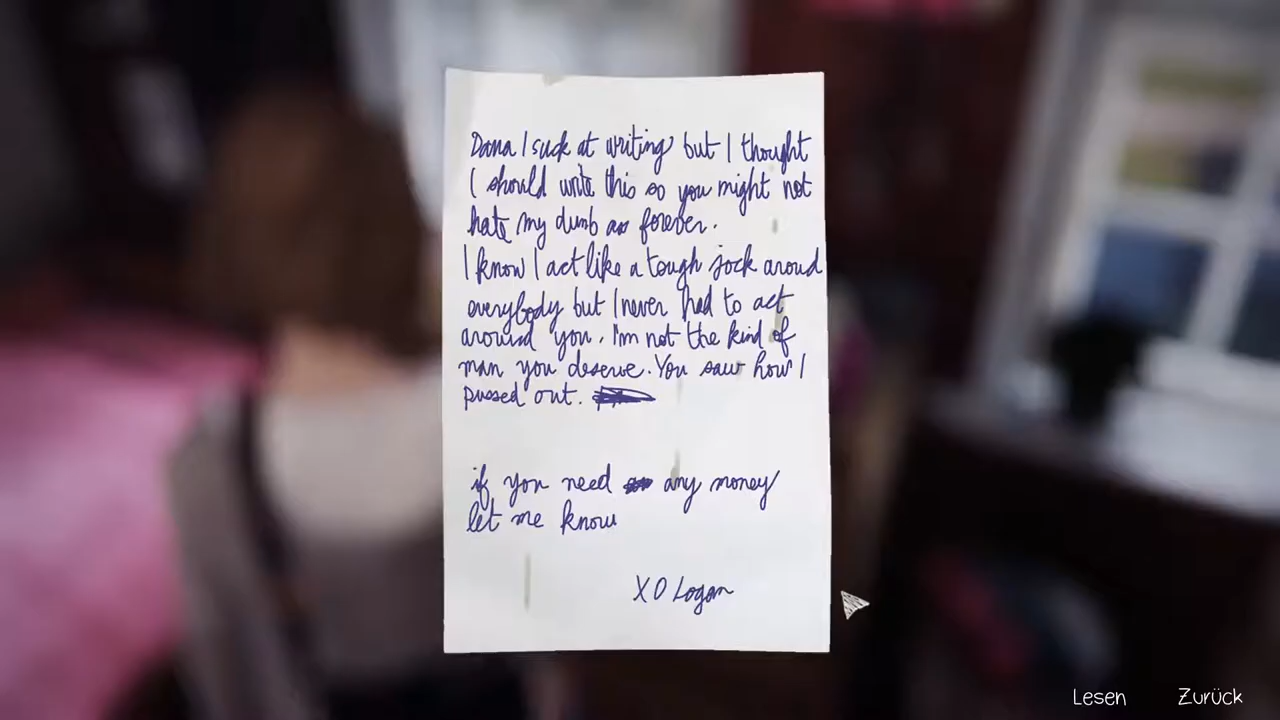 Dana I suck at writing but I thought
I should write this so you might not
hate my dumb ass forever.
I know I act like a tough jock aroud
everybody but I never had to act
around you. I'm not the kind of
man you deserve. You saw how I
pussed out.
if you need any money
let me know
XO Logan
Lesen Zurück